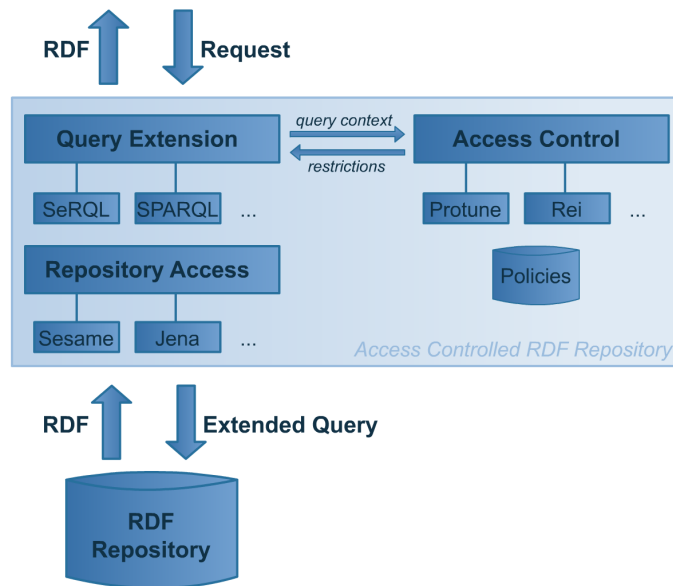 RDF
Request
query context
Query Extension
Access Control
restrictions
SeRQL
SPARQL
...
Protune
Rei
...
Repository Access
Policies
Sesame
Jena
...
Access Controlled RDF Repository
RDF
Extended Query
RDF
Repository